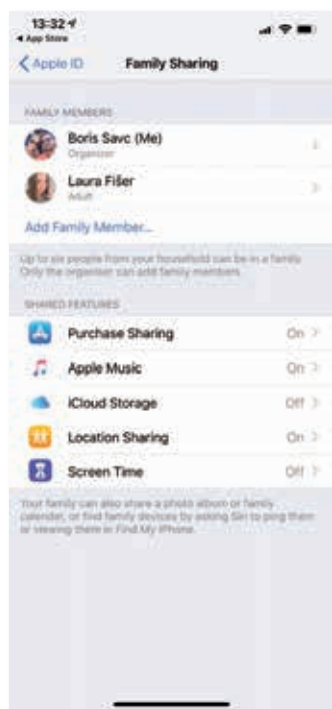 13:32
◀ App Store
Apple ID
Family Sharing
FAMILY MEMBERS
Boris Savc (Me)
Organizer
Laura Fišer
Adult
Add Family Member...
Up to six people from your household can be in a family.
Only the organiser can add family members.
SHARED FEATURES
Purchase Sharing On
Apple Music On
iCloud Storage Off
Location Sharing On
Screen Time Off
Your family can also share a photo album or family
calendar, or find family devices by asking Siri to ping them
or viewing them in Find My iPhone.